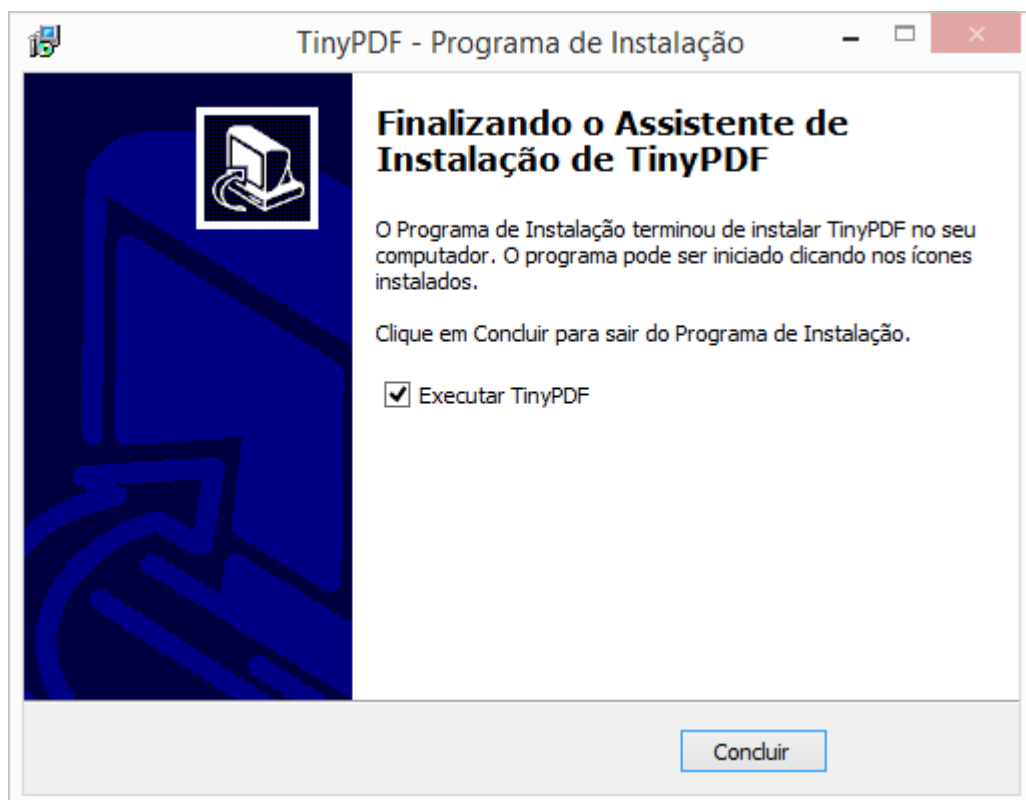 TinyPDF - Programa de Instalação
Finalizando o Assistente de
Instalação de TinyPDF
O Programa de Instalação terminou de instalar TinyPDF no seu
computador. O programa pode ser iniciado clicando nos ícones
instalados.
Clique em Concluir para sair do Programa de Instalação.
Executar TinyPDF
Concluir